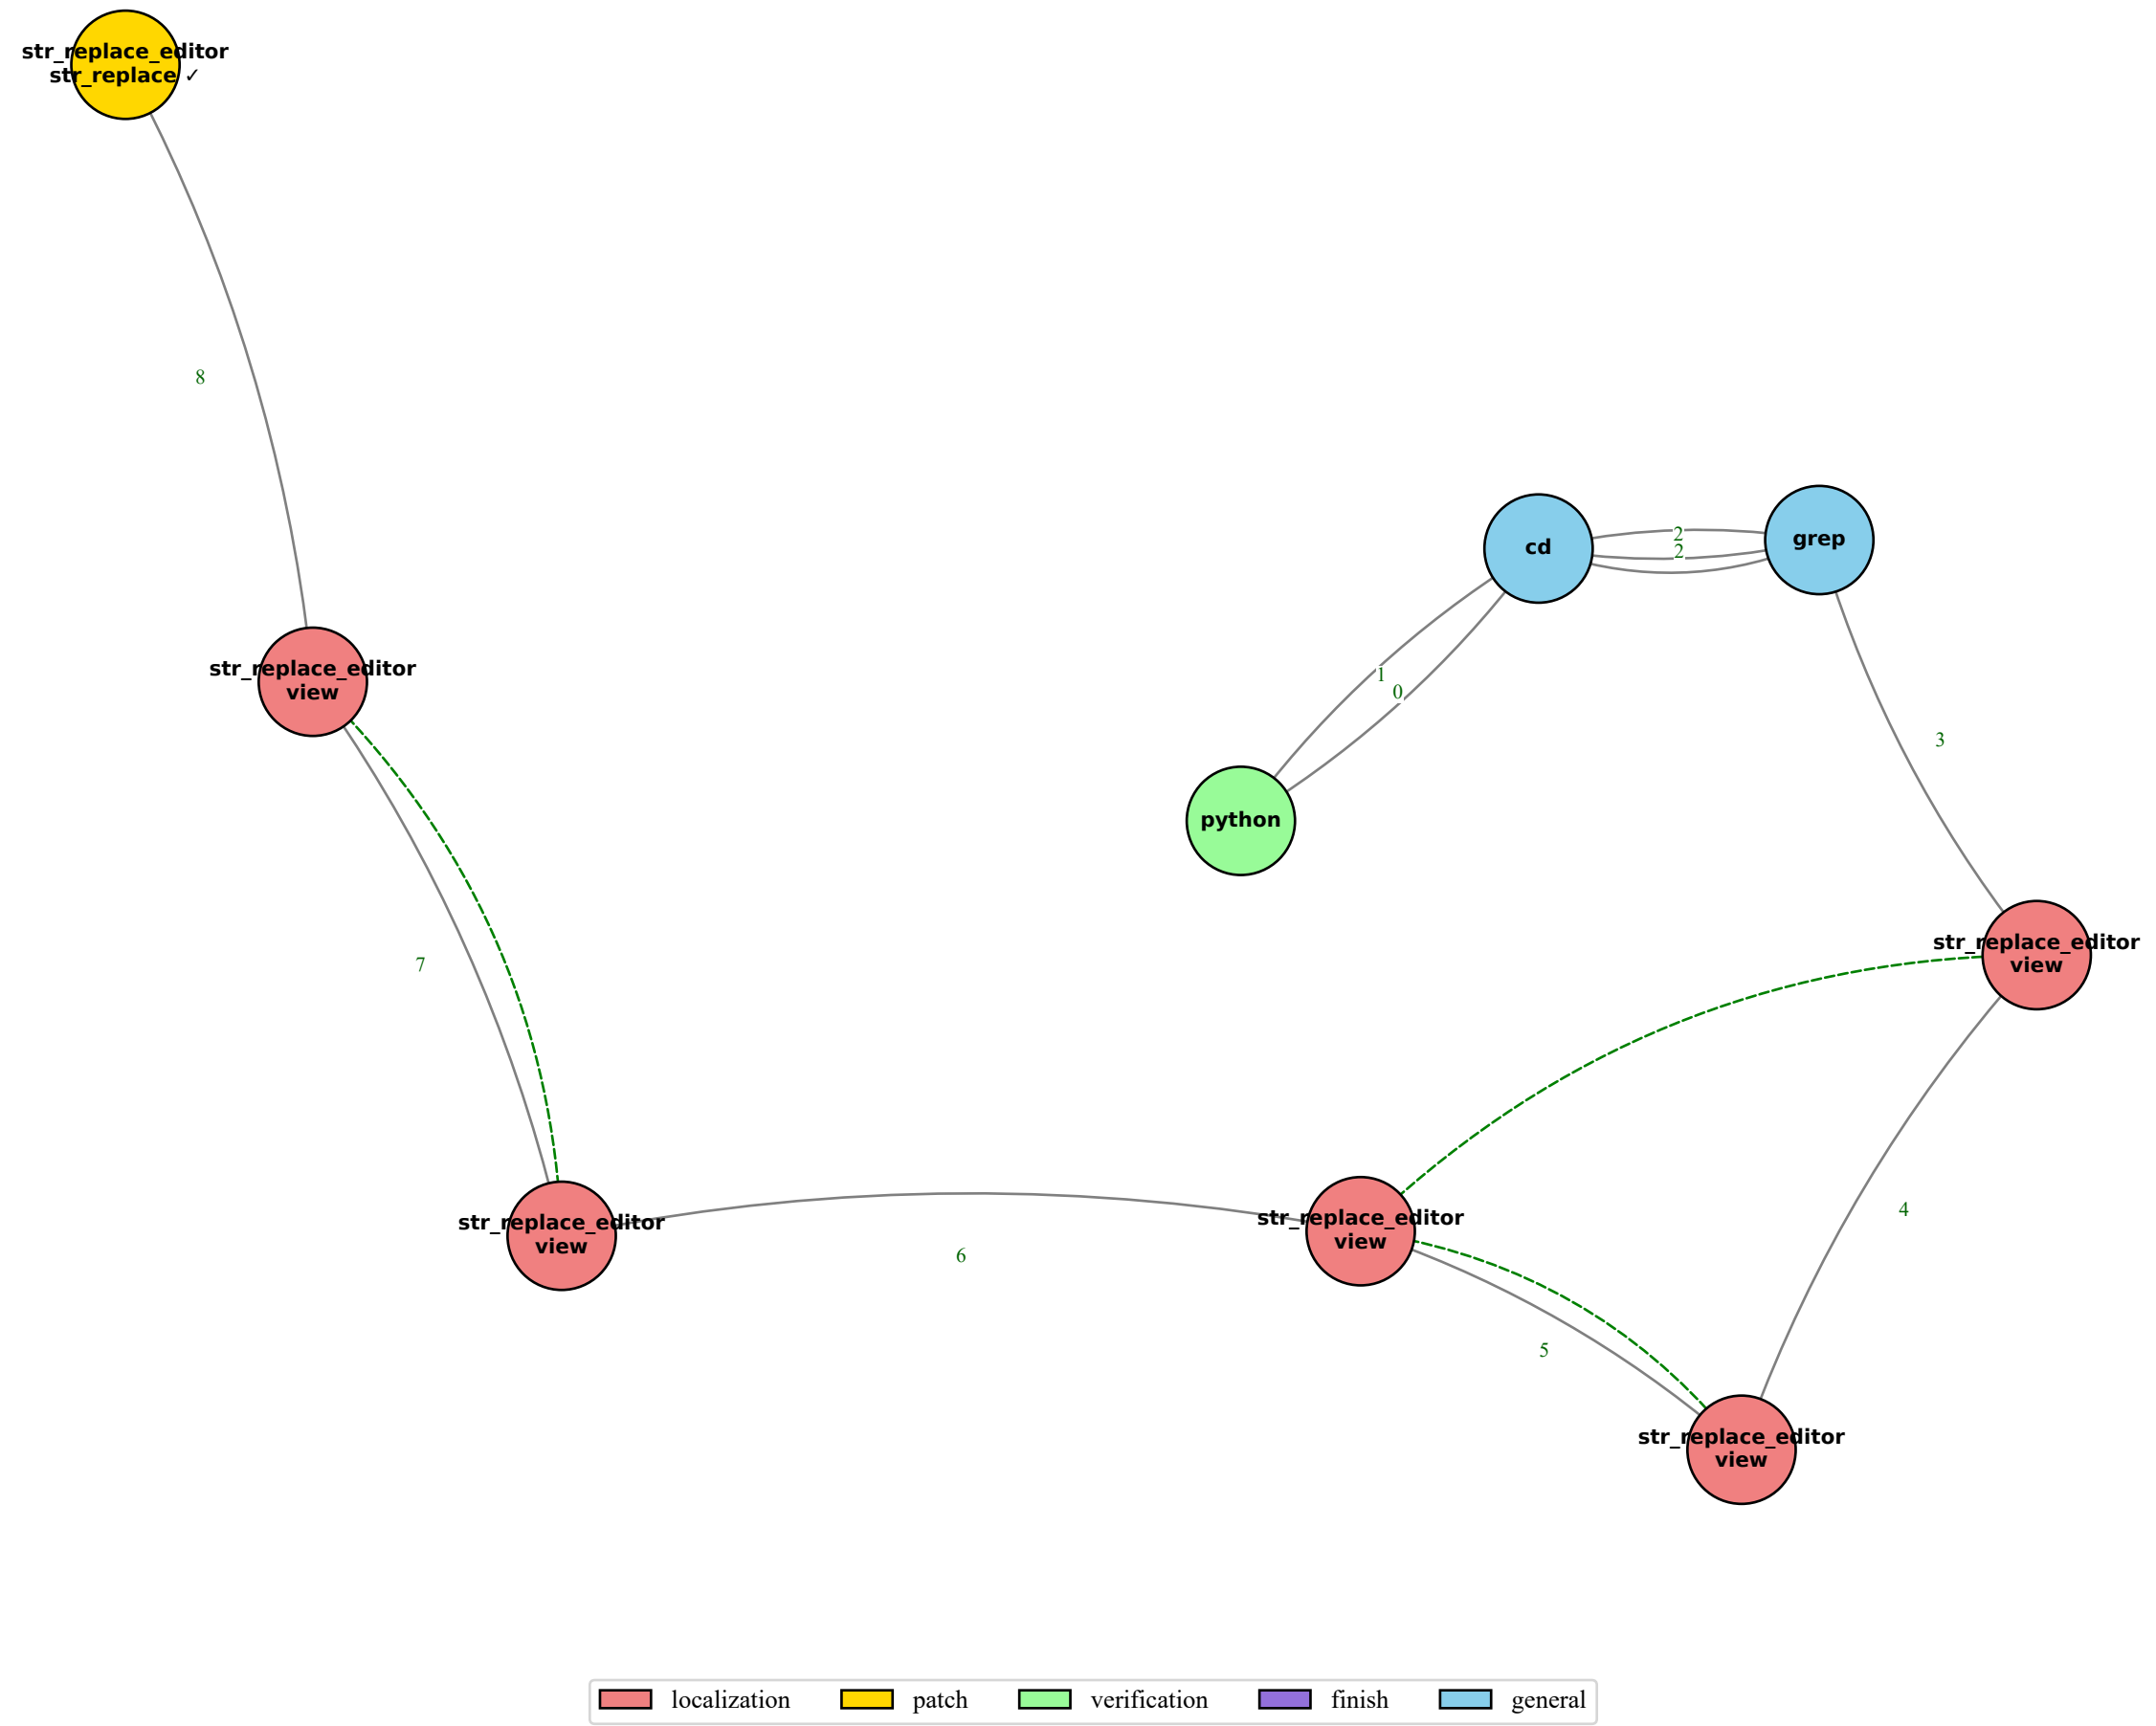 str_replace_editor
str_replace ✓
8
cd
2
2
grep
str_replace_editor
view
1
0
3
python
str_replace_editor
view
7
str_replace_editor
view
6
str_replace_editor
view
4
5
str_replace_editor
view
localization
patch
verification
finish
general